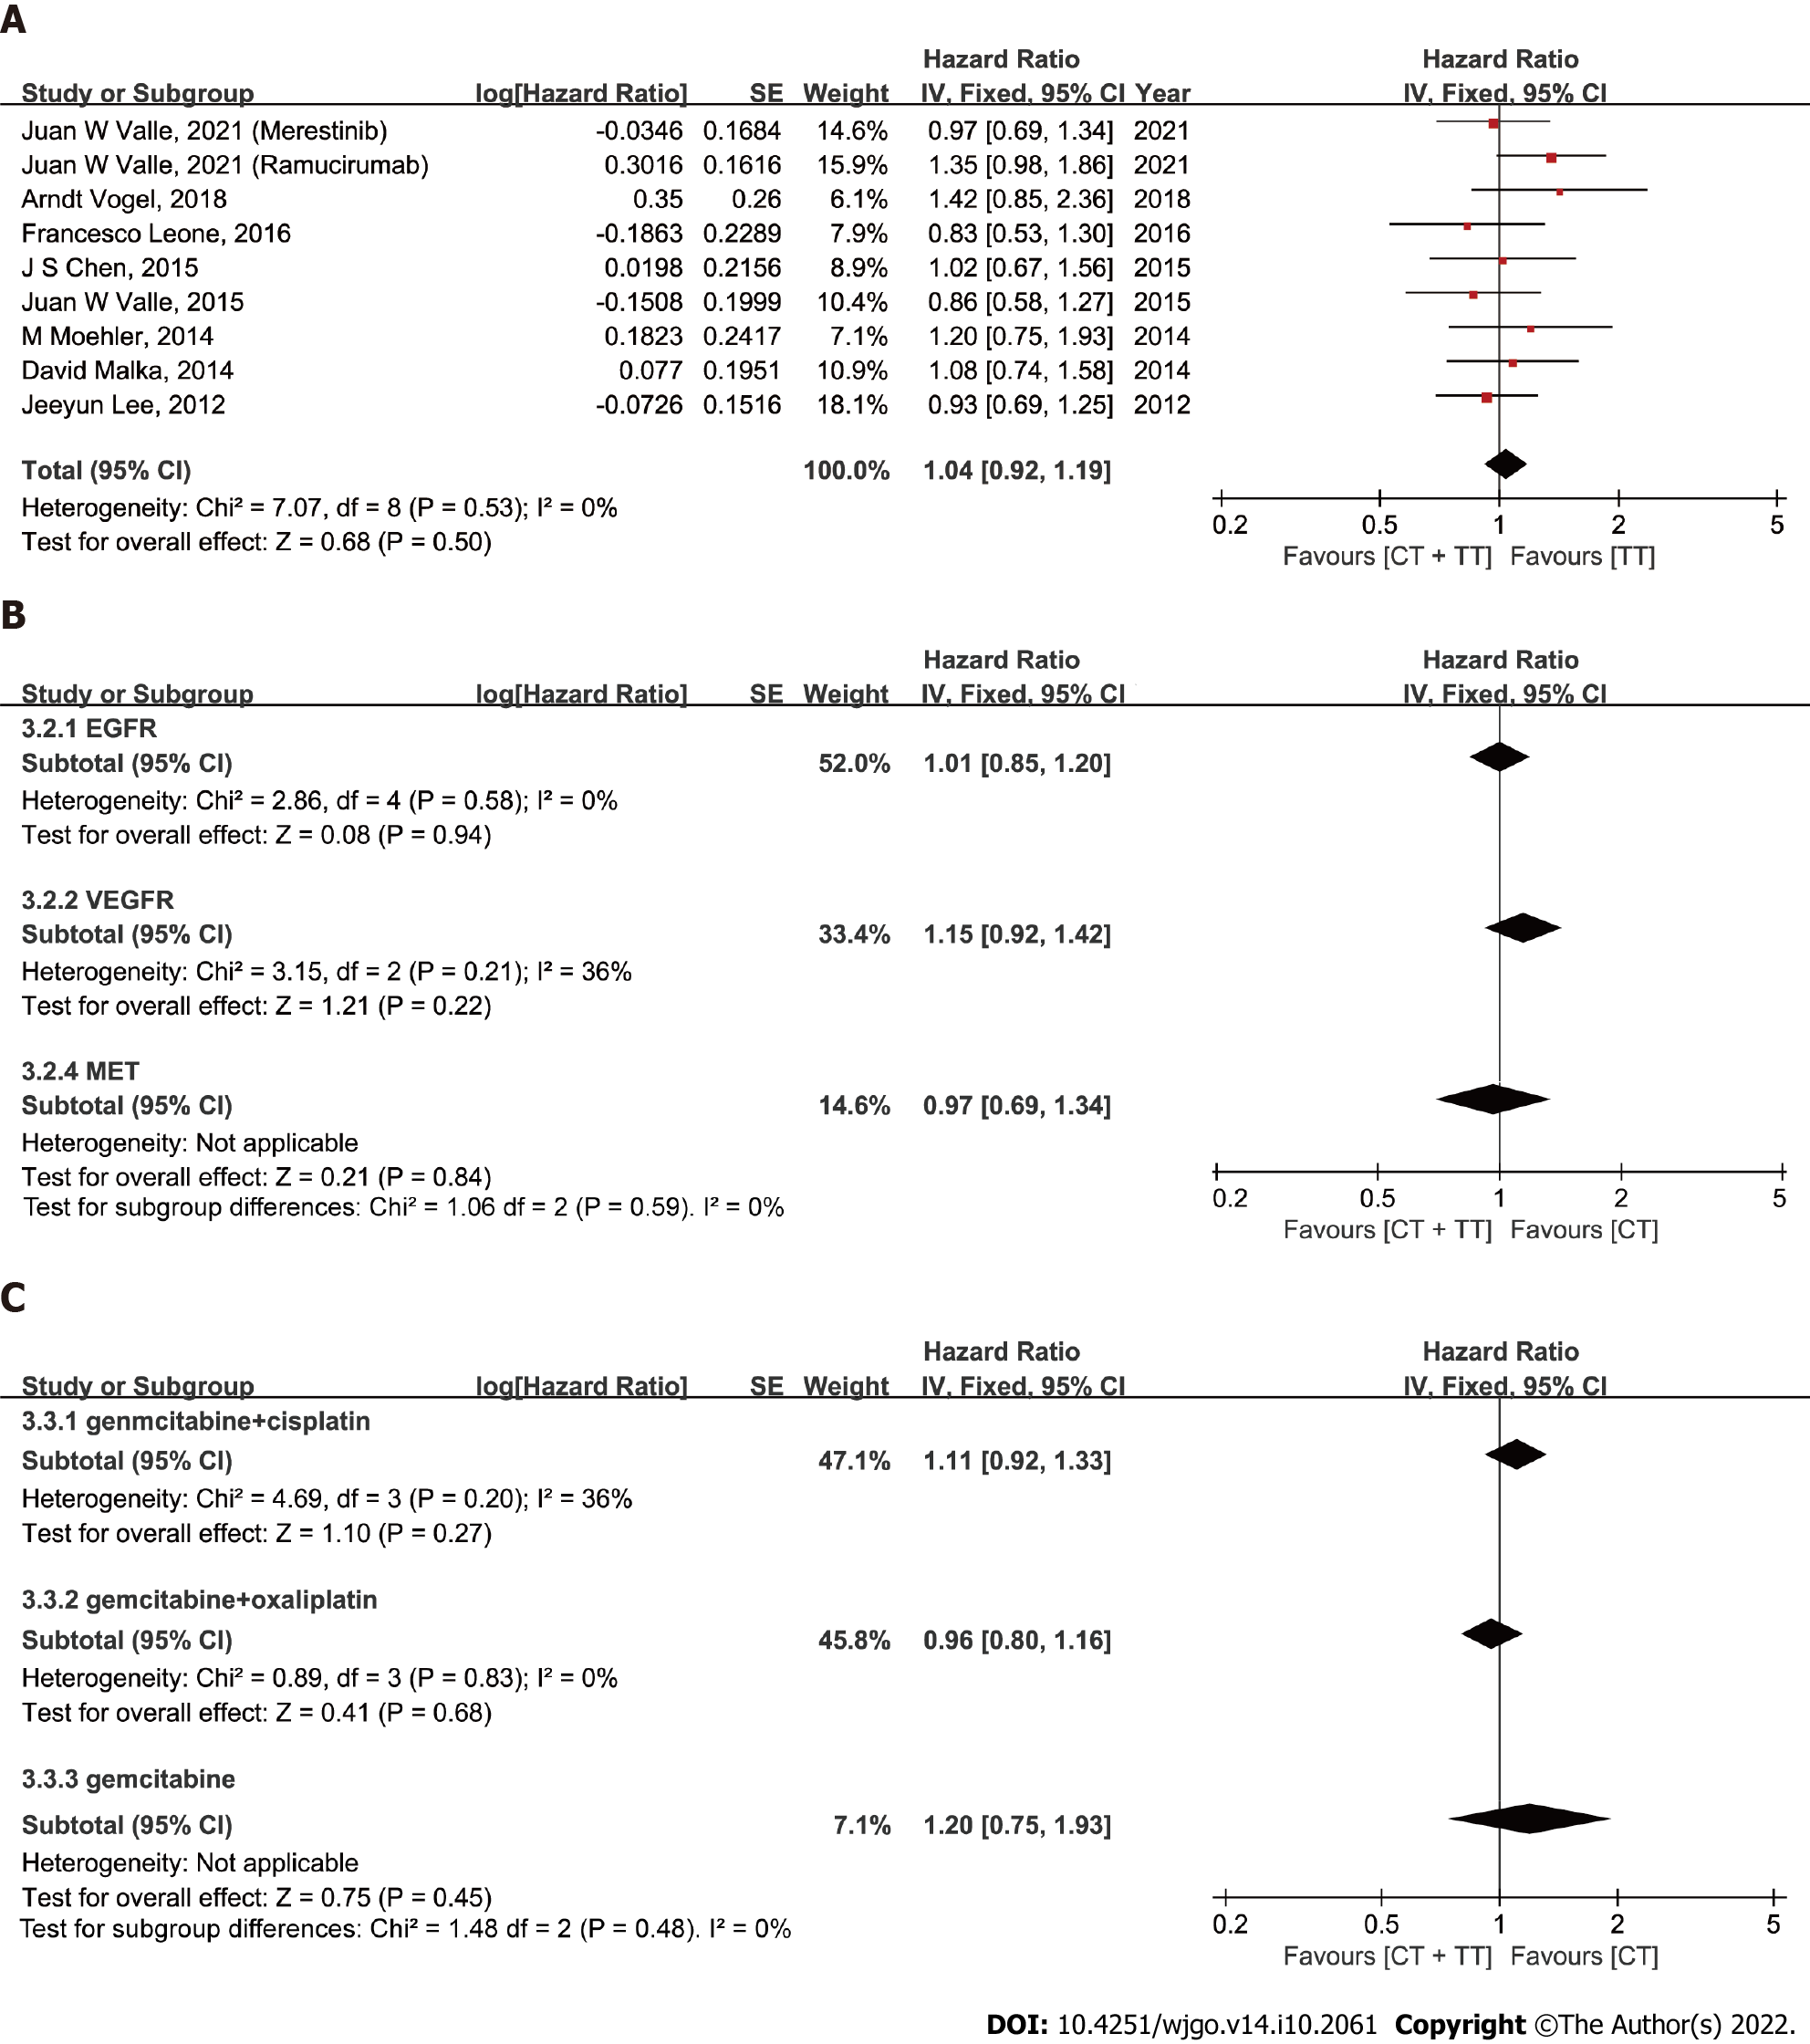 A
Hazard Ratio Hazard Ratio
Study or Subgroup log[Hazard Ratio] SE Weight IV, Fixed, 95% CI Year IV, Fixed, 95% CI
Juan W Valle, 2021 (Merestinib) -0.0346 0.1684 14.6% 0.97 [0.69, 1.34] 2021
Juan W Valle, 2021 (Ramucirumab) 0.3016 0.1616 15.9% 1.35 [0.98, 1.86] 2021
Arndt Vogel, 2018 0.35 0.26 6.1% 1.42 [0.85, 2.36] 2018
Francesco Leone, 2016 -0.1863 0.2289 7.9% 0.83 [0.53, 1.30] 2016
J S Chen, 2015 0.0198 0.2156 8.9% 1.02 [0.67, 1.56] 2015
Juan W Valle, 2015 -0.1508 0.1999 10.4% 0.86 [0.58, 1.27] 2015
M Moehler, 2014 0.1823 0.2417 7.1% 1.20 [0.75, 1.93] 2014
David Malka, 2014 0.077 0.1951 10.9% 1.08 [0.74, 1.58] 2014
Jeeyun Lee, 2012 -0.0726 0.1516 18.1% 0.93 [0.69, 1.25] 2012
Total (95% CI) 100.0% 1.04 [0.92, 1.19]
Heterogeneity: Chi² = 7.07, df = 8 (P = 0.53); I² = 0%
Test for overall effect: Z = 0.68 (P = 0.50)
0.2 0.5 1 2 5
Favours [CT + TT] Favours [TT]
B
Hazard Ratio Hazard Ratio
Study or Subgroup log[Hazard Ratio] SE Weight IV, Fixed, 95% CI IV, Fixed, 95% CI
3.2.1 EGFR
Subtotal (95% CI) 52.0% 1.01 [0.85, 1.20]
Heterogeneity: Chi² = 2.86, df = 4 (P = 0.58); I² = 0%
Test for overall effect: Z = 0.08 (P = 0.94)
3.2.2 VEGFR
Subtotal (95% CI) 33.4% 1.15 [0.92, 1.42]
Heterogeneity: Chi² = 3.15, df = 2 (P = 0.21); I² = 36%
Test for overall effect: Z = 1.21 (P = 0.22)
3.2.4 MET
Subtotal (95% CI) 14.6% 0.97 [0.69, 1.34]
Heterogeneity: Not applicable
Test for overall effect: Z = 0.21 (P = 0.84)
Test for subgroup differences: Chi² = 1.06 df = 2 (P = 0.59). I² = 0%
0.2 0.5 1 2 5
Favours [CT + TT] Favours [CT]
C
Hazard Ratio Hazard Ratio
Study or Subgroup log[Hazard Ratio] SE Weight IV, Fixed, 95% CI IV, Fixed, 95% CI
3.3.1 genmcitabine+cisplatin
Subtotal (95% CI) 47.1% 1.11 [0.92, 1.33]
Heterogeneity: Chi² = 4.69, df = 3 (P = 0.20); I² = 36%
Test for overall effect: Z = 1.10 (P = 0.27)
3.3.2 gemcitabine+oxaliplatin
Subtotal (95% CI) 45.8% 0.96 [0.80, 1.16]
Heterogeneity: Chi² = 0.89, df = 3 (P = 0.83); I² = 0%
Test for overall effect: Z = 0.41 (P = 0.68)
3.3.3 gemcitabine
Subtotal (95% CI) 7.1% 1.20 [0.75, 1.93]
Heterogeneity: Not applicable
Test for overall effect: Z = 0.75 (P = 0.45)
Test for subgroup differences: Chi² = 1.48 df = 2 (P = 0.48). I² = 0%
0.2 0.5 1 2 5
Favours [CT + TT] Favours [CT]
DOI: 10.4251/wjgo.v14.i10.2061 Copyright ©The Author(s) 2022.